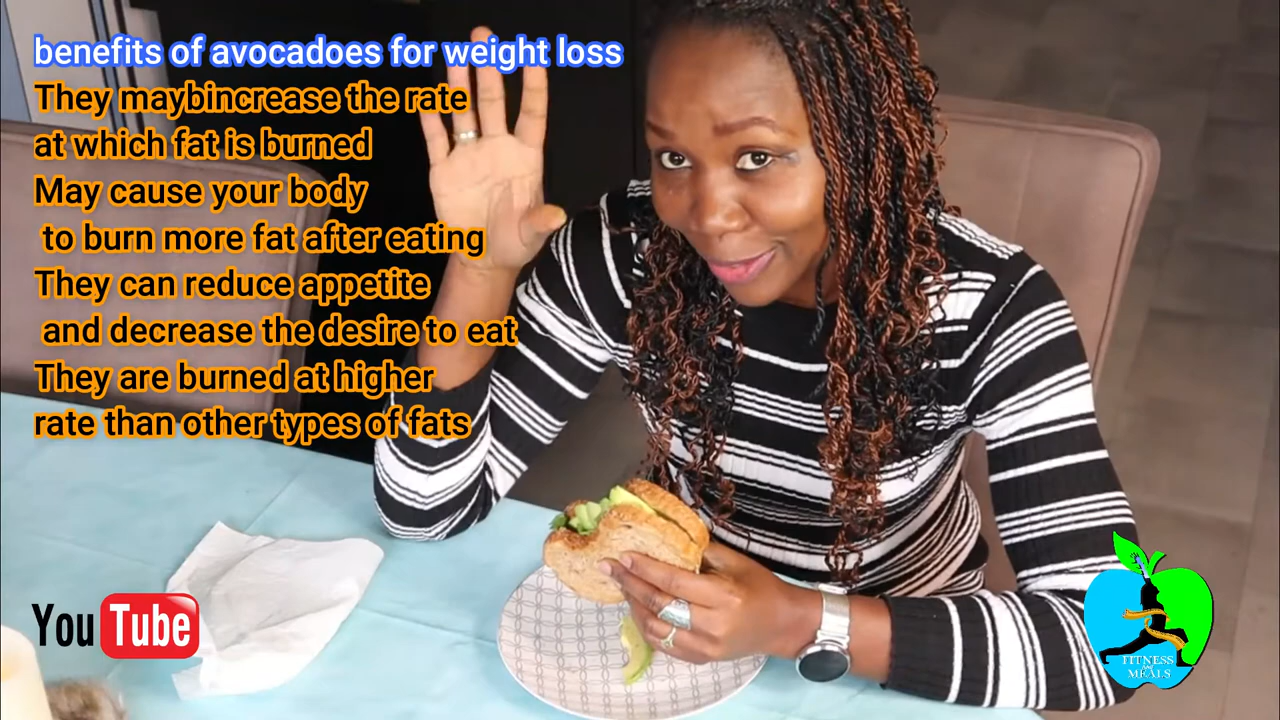 benefits of avocadoes for weight loss
They maybincrease the rate
at which fat is burned
May cause your body
to burn more fat after eating
They can reduce appetite
and decrease the desire to eat
They are burned at higher
rate than other types of fats
YouTube
FITNESS
and
MEALS